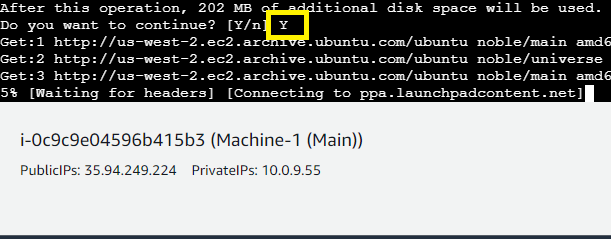 After this operation, 202 MB of additional disk space will be used.
Do you want to continue? [Y/n] Y
Get:1 http://us-west-2.ec2.archive.ubuntu.com/ubuntu noble/main amd6
Get:2 http://us-west-2.ec2.archive.ubuntu.com/ubuntu noble/universe
Get:3 http://us-west-2.ec2.archive.ubuntu.com/ubuntu noble/main amd6
5% [Waiting for headers] [Connecting to ppa.launchpadcontent.net]
i-0c9c9e04596b415b3 (Machine-1 (Main))
PublicIPs: 35.94.249.224 PrivateIPs: 10.0.9.55